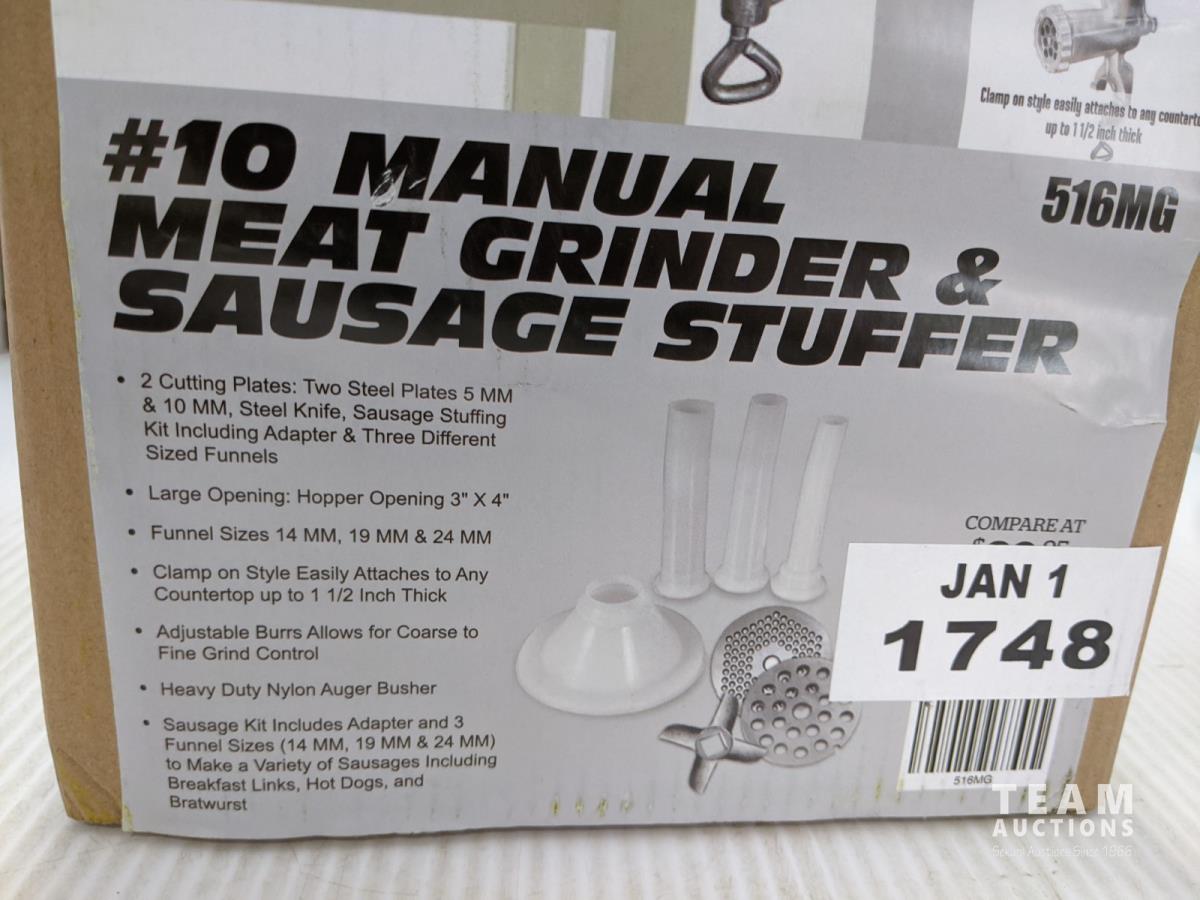 Clamp on style easily attaches to any
up to 1 1/2 inch thick
#10 MANUAL
MEAT GRINDER &
SAUSAGE STUFFER
516MG
• 2 Cutting Plates: Two Steel Plates 5 MM
& 10 MM, Steel Knife, Sausage Stuffing
Kit Including Adapter & Three Different
Sized Funnels
• Large Opening: Hopper Opening 3" X 4"
• Funnel Sizes 14 MM, 19 MM & 24 MM
• Clamp on Style Easily Attaches to Any
Countertop up to 1 1/2 Inch Thick
• Adjustable Burrs Allows for Coarse to
Fine Grind Control
• Heavy Duty Nylon Auger Busher
• Sausage Kit Includes Adapter and 3
Funnel Sizes (14 MM, 19 MM & 24 MM)
to Make a Variety of Sausages Including
Breakfast Links, Hot Dogs, and
Bratwurst
COMPARE AT
JAN 1
1748
516MG
TEAM
AUCTIONS
Auctions Since 1966